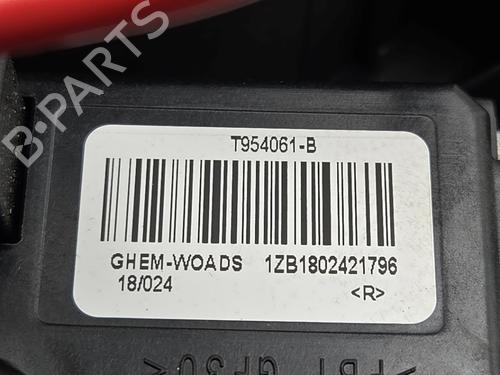 B-PARTS
T954061-B
GHEM-WOADS 1ZB1802421796
18/024
<R>